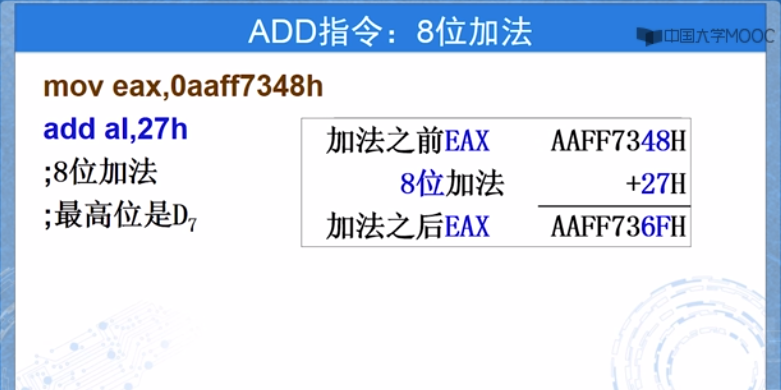 ADD指令：8位加法
中国大学MOOC
mov eax,0aaff7348h
add al,27h
;8位加法
;最高位是D7
加法之前EAX AAFF7348H
8位加法 +27H
加法之后EAX AAFF736FH